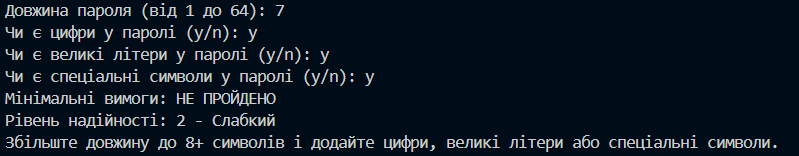 Довжина пароля (від 1 до 64): 7
Чи є цифри у паролі (y/n): y
Чи є великі літери у паролі (y/n): y
Чи є спеціальні символи у паролі (y/n): y
Мінімальні вимоги: НЕ ПРОЙДЕНО
Рівень надійності: 2 - Слабкий
Збільште довжину до 8+ символів і додайте цифри, великі літери або спеціальні символи.